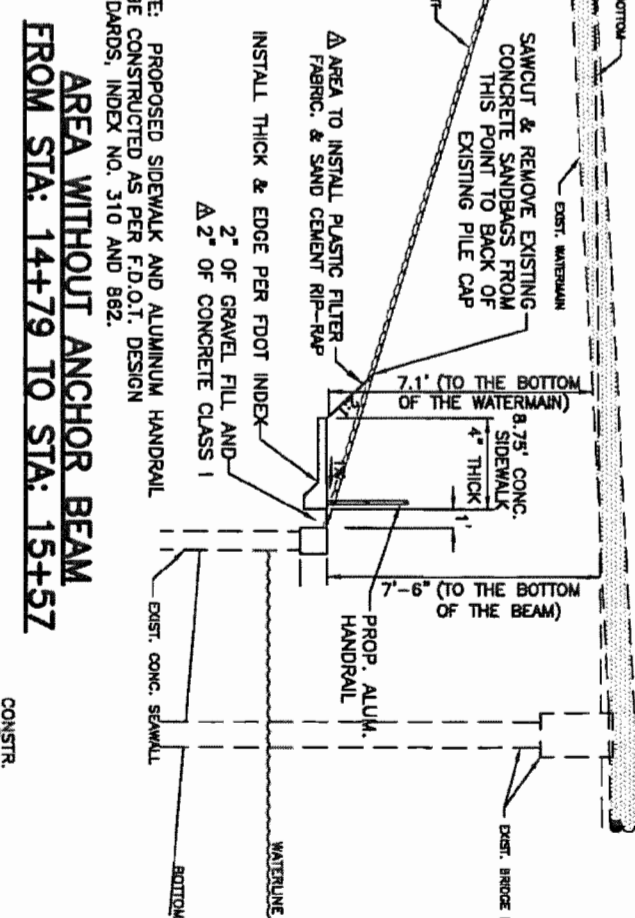 BOTTOM
EXIST. WATERMAIN
SAWCUT & REMOVE EXISTING
CONCRETE SANDBAGS FROM
THIS POINT TO BACK OF
EXISTING PILE CAP
AREA TO INSTALL PLASTIC FILTER
FABRIC. & SAND CEMENT RIP-RAP
INSTALL THICK & EDGE PER FDOT INDEX
2" OF GRAVEL FILL AND
2" OF CONCRETE CLASS 1
7.1' (TO THE BOTTOM
OF THE WATERMAIN)
8.75' CONC.
SIDEWALK
4" THICK
1'
7'-6" (TO THE BOTTOM
OF THE BEAM)
PROP. ALUM.
HANDRAIL
EXIST. BRIDGE
EXIST. CONC. SEAWALL
WATERLINE
BOTTOM
E: PROPOSED SIDEWALK AND ALUMINUM HANDRAIL
BE CONSTRUCTED AS PER F.D.O.T. DESIGN
DARDS, INDEX NO. 310 AND 862.
AREA WITHOUT ANCHOR BEAM
FROM STA: 14+79 TO STA: 15+57
CONSTR.